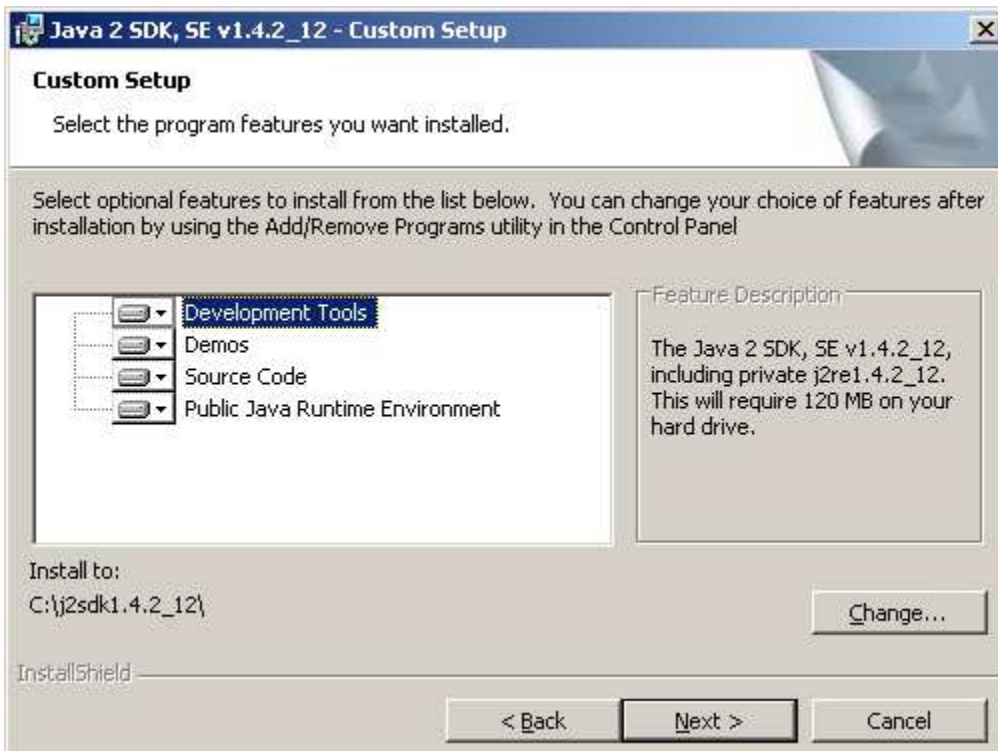 Java 2 SDK, SE v1.4.2_12 - Custom Setup
Custom Setup
Select the program features you want installed.
Select optional features to install from the list below. You can change your choice of features after
installation by using the Add/Remove Programs utility in the Control Panel
Development Tools
Demos
Source Code
Public Java Runtime Environment
Feature Description
The Java 2 SDK, SE v1.4.2_12,
including private j2re1.4.2_12.
This will require 120 MB on your
hard drive.
Install to:
C:\j2sdk1.4.2_12\
Change...
InstallShield
< Back
Next >
Cancel